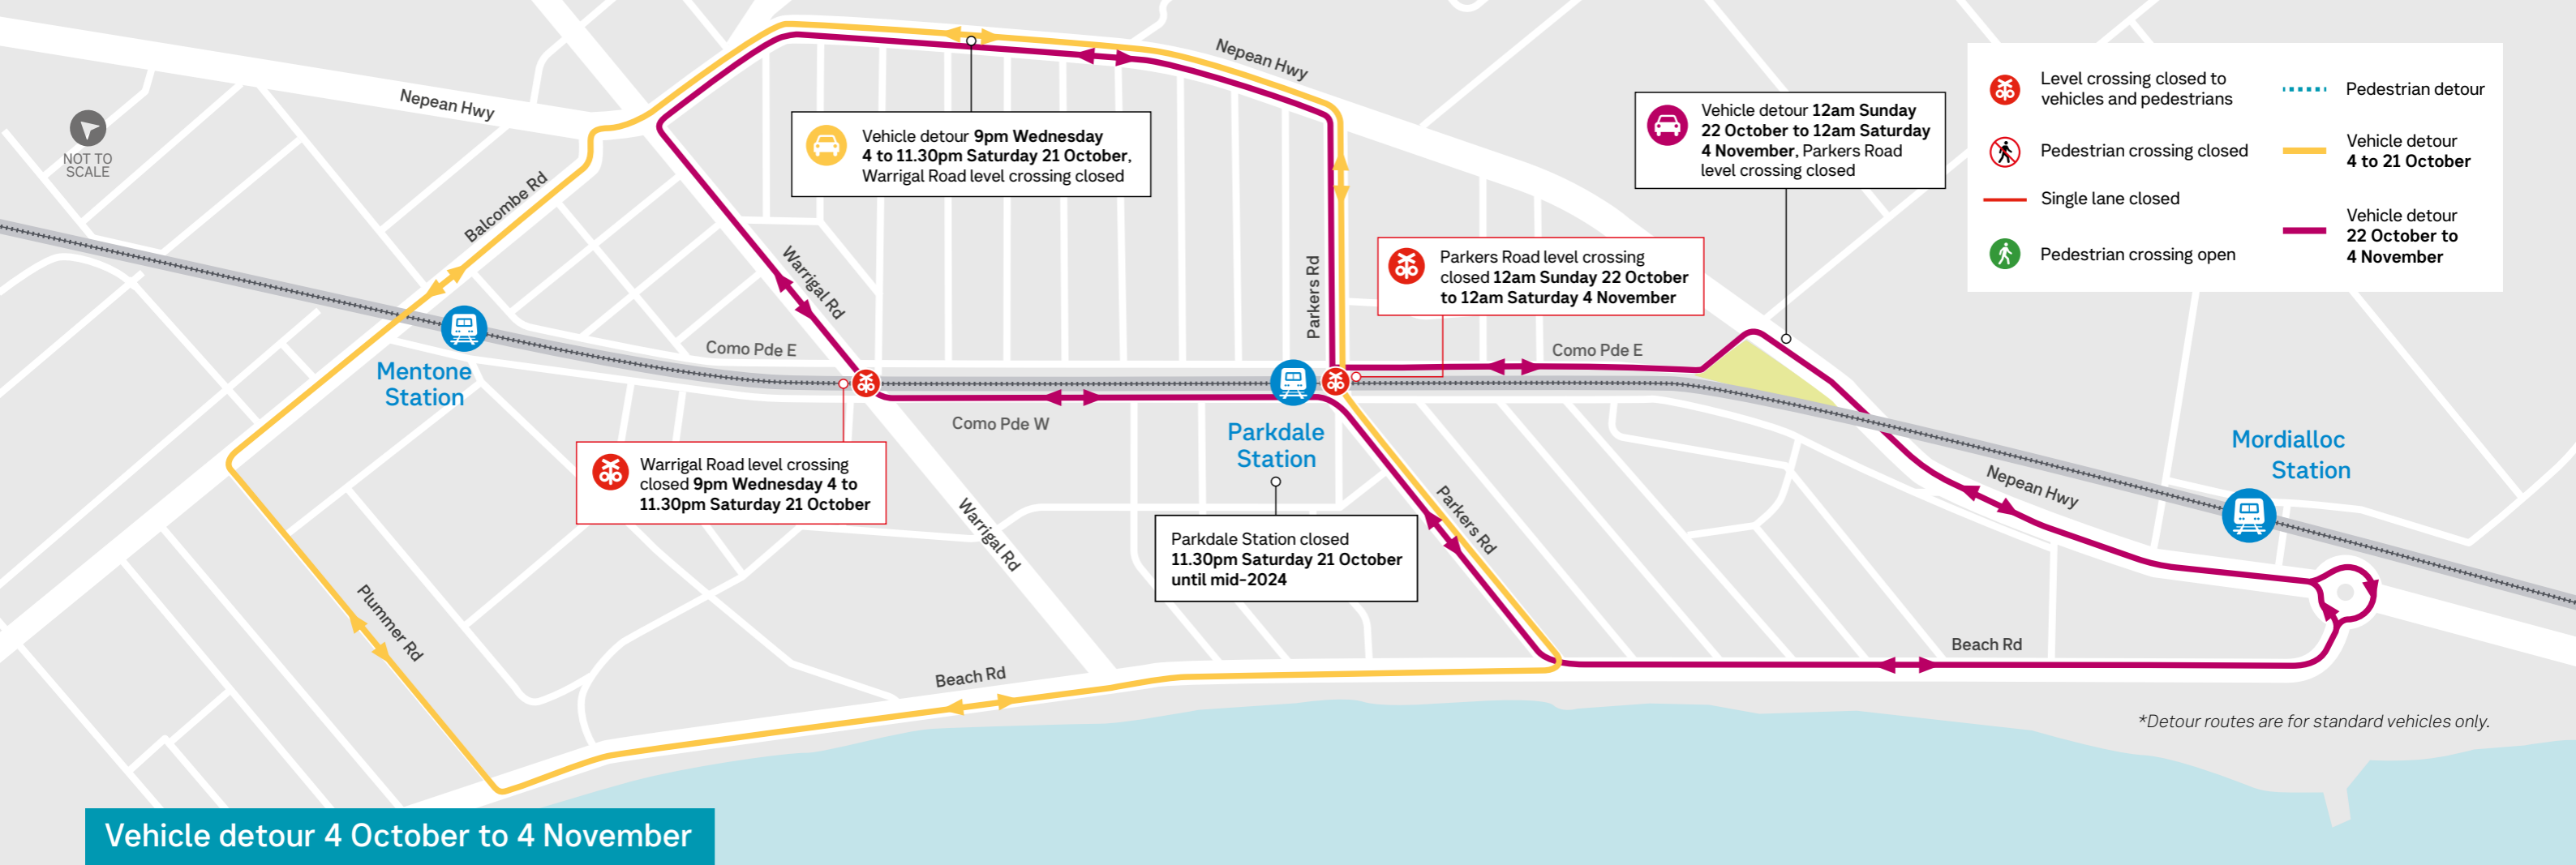 Nepean Hwy
Nepean Hwy
NOT TO
SCALE
Balcombe Rd
Vehicle detour 9pm Wednesday
4 to 11.30pm Saturday 21 October,
Warrigal Road level crossing closed
Vehicle detour 12am Sunday
22 October to 12am Saturday
4 November, Parkers Road
level crossing closed
Level crossing closed to
vehicles and pedestrians
Pedestrian crossing closed
Single lane closed
Pedestrian crossing open
Pedestrian detour
Vehicle detour
4 to 21 October
Vehicle detour
22 October to
4 November
Warrigal Rd
Parkers Rd
Parkers Road level crossing
closed 12am Sunday 22 October
to 12am Saturday 4 November
Como Pde E
Como Pde E
Mentone
Station
Como Pde W
Parkdale
Station
Mordialloc
Station
Warrigal Road level crossing
closed 9pm Wednesday 4 to
11.30pm Saturday 21 October
Nepean Hwy
Warrigal Rd
Parkers Rd
Parkdale Station closed
11.30pm Saturday 21 October
until mid-2024
Plummer Rd
Beach Rd
Beach Rd
*Detour routes are for standard vehicles only.
Vehicle detour 4 October to 4 November